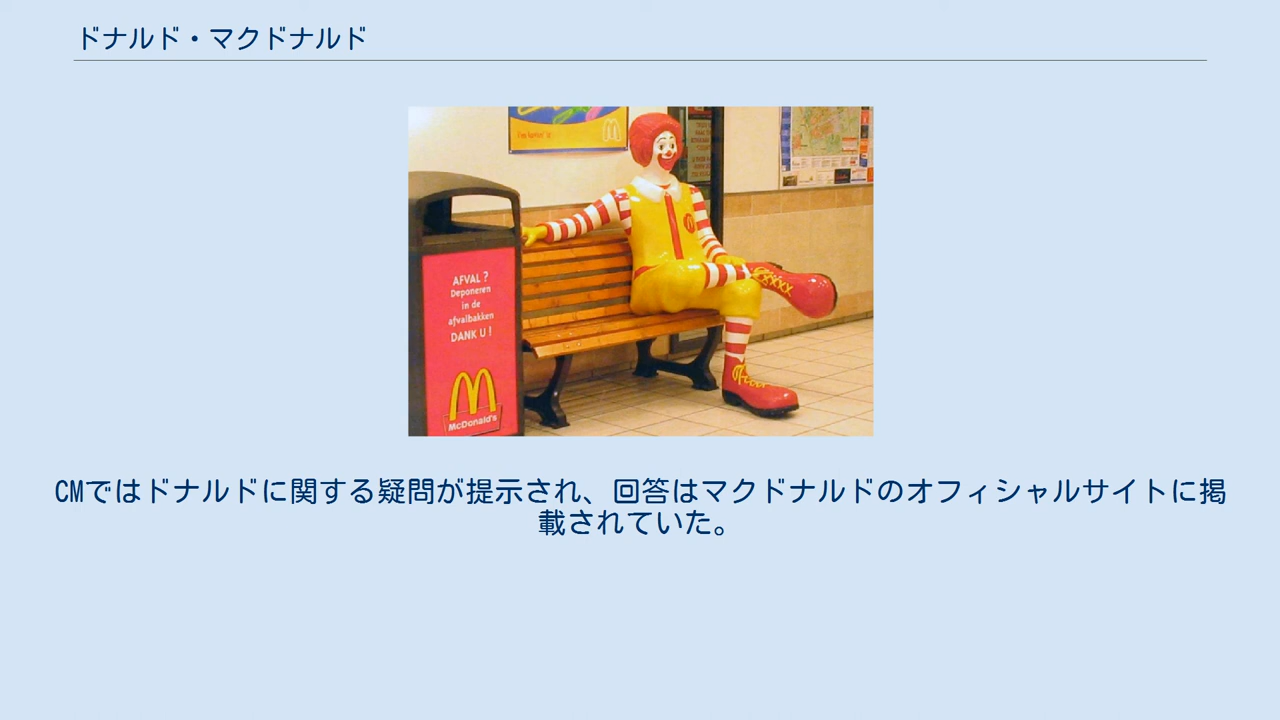 ドナルド・マクドナルド
AFVAL ?
Deponeren
in de
afvalbakken
DANK U !
McDonald's
CMではドナルドに関する疑問が提示され、回答はマクドナルドのオフィシャルサイトに掲
載されていた。